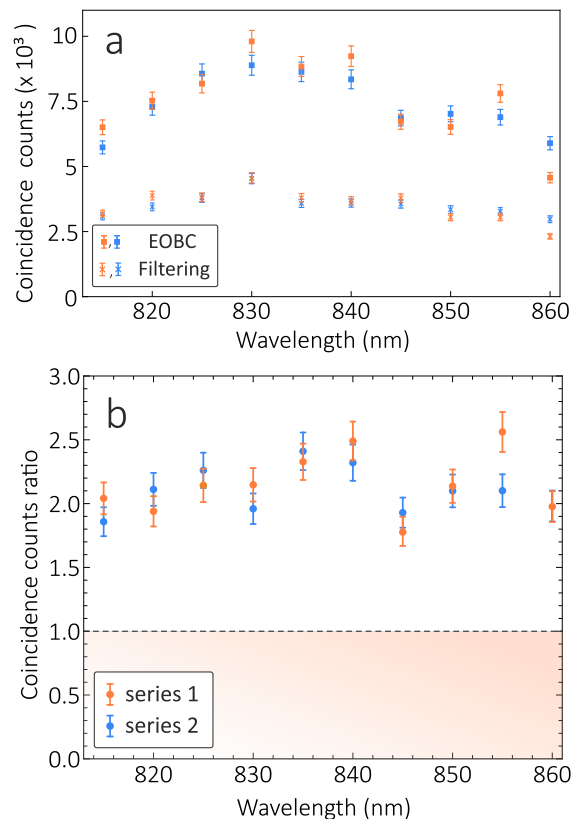 a
Coincidence counts (x 10³)
10
7.5
5
2.5
0
EOBC
Filtering
820 830 840 850 860
Wavelength (nm)
b
Coincidence counts ratio
3.0
2.5
2.0
1.5
1.0
0.5
0.0
series 1
series 2
820 830 840 850 860
Wavelength (nm)